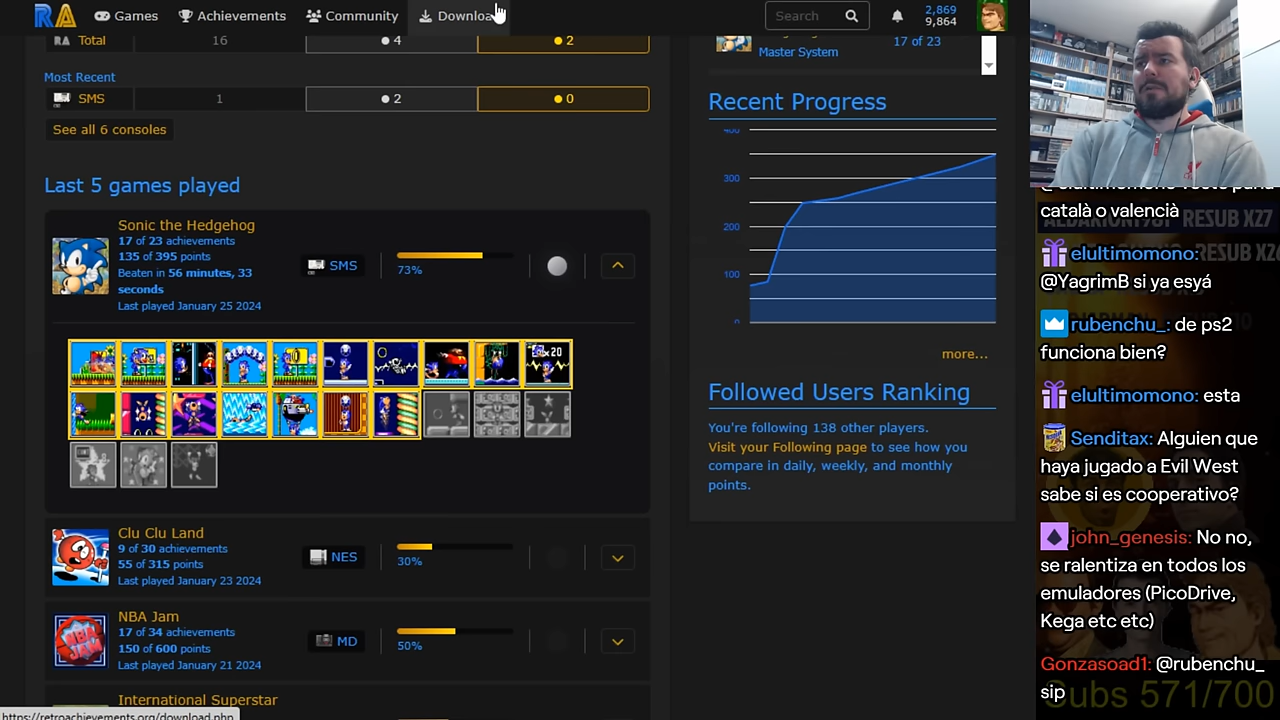 RA Games Achievements Community Downloa
Search
2,869
9,864
RA Total 16 4 2
Most Recent
SMS 1 2 0
See all 6 consoles
Last 5 games played
Sonic the Hedgehog
17 of 23 achievements
135 of 395 points
Beaten in 56 minutes, 33
seconds
Last played January 25 2024
SMS
73%
Clu Clu Land
9 of 30 achievements
55 of 315 points
Last played January 23 2024
NES
30%
NBA Jam
17 of 34 achievements
150 of 600 points
Last played January 21 2024
MD
50%
International Superstar
https://retroachievements.org/download.php
Master System
17 of 23
Recent Progress
400
300
200
100
0
more...
Followed Users Ranking
You're following 138 other players.
Visit your Following page to see how you
compare in daily, weekly, and monthly
points.
català o valencià
RESUB XZ7
RESUB XZ6
elultimomono:
@YagrimB si ya esyá
rubenchu_: de ps2
funciona bien?
elultimomono: esta
Senditax: Alguien que
haya jugado a Evil West
sabe si es cooperativo?
john_genesis: No no,
se ralentiza en todos los
emuladores (PicoDrive,
Kega etc etc)
Gonzasoad1: @rubenchu_
sip
Subs 571/700